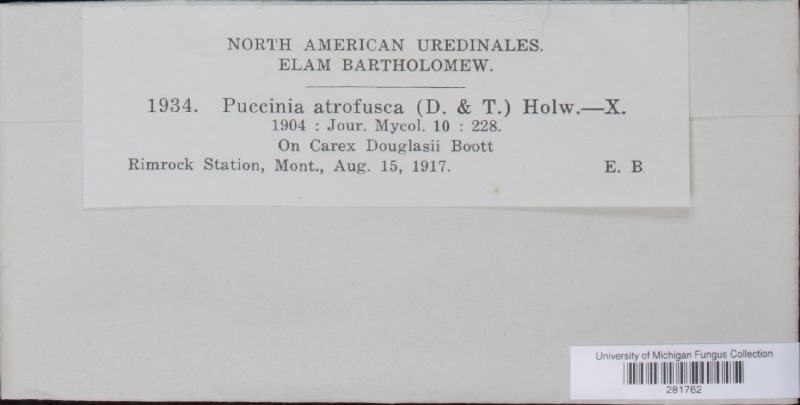 NORTH AMERICAN UREDINALES.
ELAM BARTHOLOMEW.
1934. Puccinia atrofusca (D. & T.) Holw.—X.
1904 : Jour. Mycol. 10 : 228.
On Carex Douglasii Boott
Rimrock Station, Mont., Aug. 15, 1917. E. B
University of Michigan Fungus Collection
281762